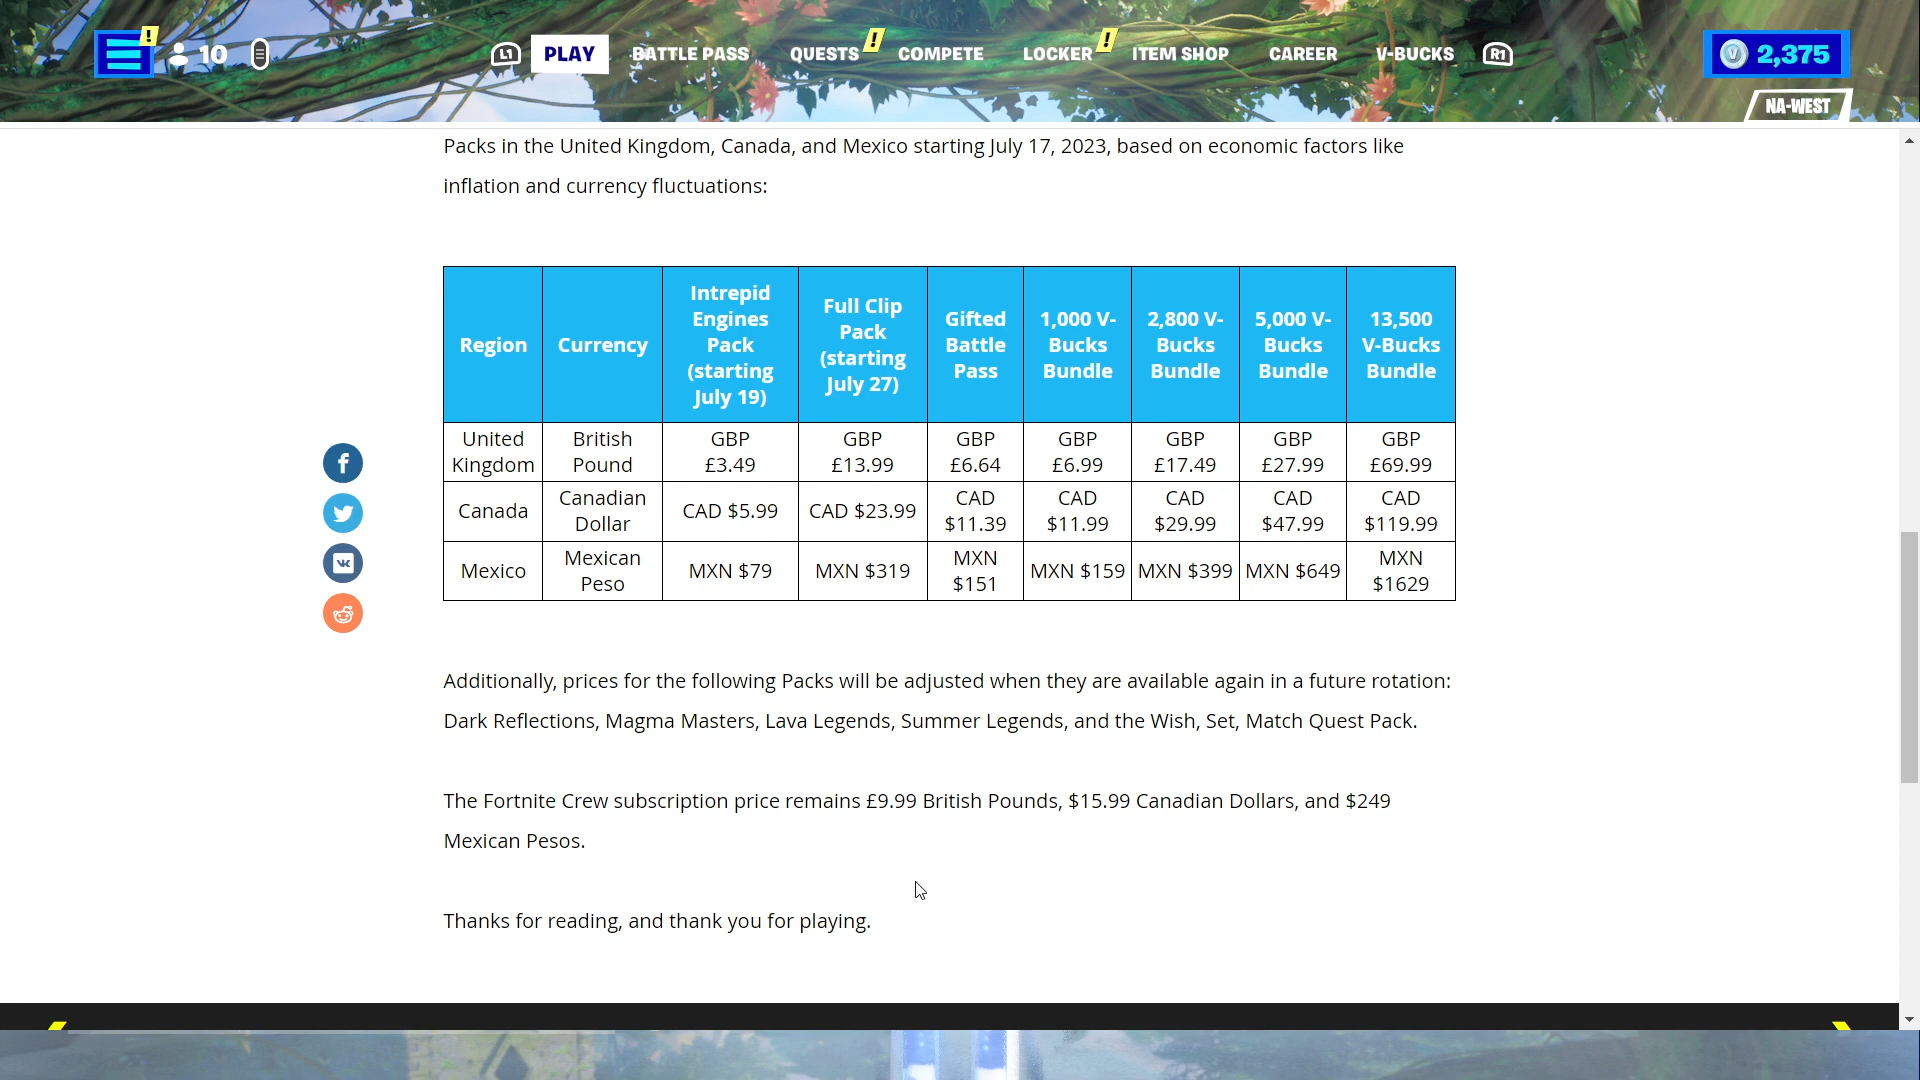 !
10
L1
PLAY
BATTLE PASS
QUESTS
!
COMPETE
LOCKER
!
ITEM SHOP
CAREER
V-BUCKS
R1
V
2,375
NA-WEST
Packs in the United Kingdom, Canada, and Mexico starting July 17, 2023, based on economic factors like
inflation and currency fluctuations:
Region
Currency
Intrepid
Engines
Pack
(starting
July 19)
Full Clip
Pack
(starting
July 27)
Gifted
Battle
Pass
1,000 V-
Bucks
Bundle
2,800 V-
Bucks
Bundle
5,000 V-
Bucks
Bundle
13,500
V-Bucks
Bundle
United
Kingdom
British
Pound
GBP
£3.49
GBP
£13.99
GBP
£6.64
GBP
£6.99
GBP
£17.49
GBP
£27.99
GBP
£69.99
Canada
Canadian
Dollar
CAD $5.99
CAD $23.99
CAD
$11.39
CAD
$11.99
CAD
$29.99
CAD
$47.99
CAD
$119.99
Mexico
Mexican
Peso
MXN $79
MXN $319
MXN
$151
MXN $159
MXN $399
MXN $649
MXN
$1629
Additionally, prices for the following Packs will be adjusted when they are available again in a future rotation:
Dark Reflections, Magma Masters, Lava Legends, Summer Legends, and the Wish, Set, Match Quest Pack.
The Fortnite Crew subscription price remains £9.99 British Pounds, $15.99 Canadian Dollars, and $249
Mexican Pesos.
Thanks for reading, and thank you for playing.